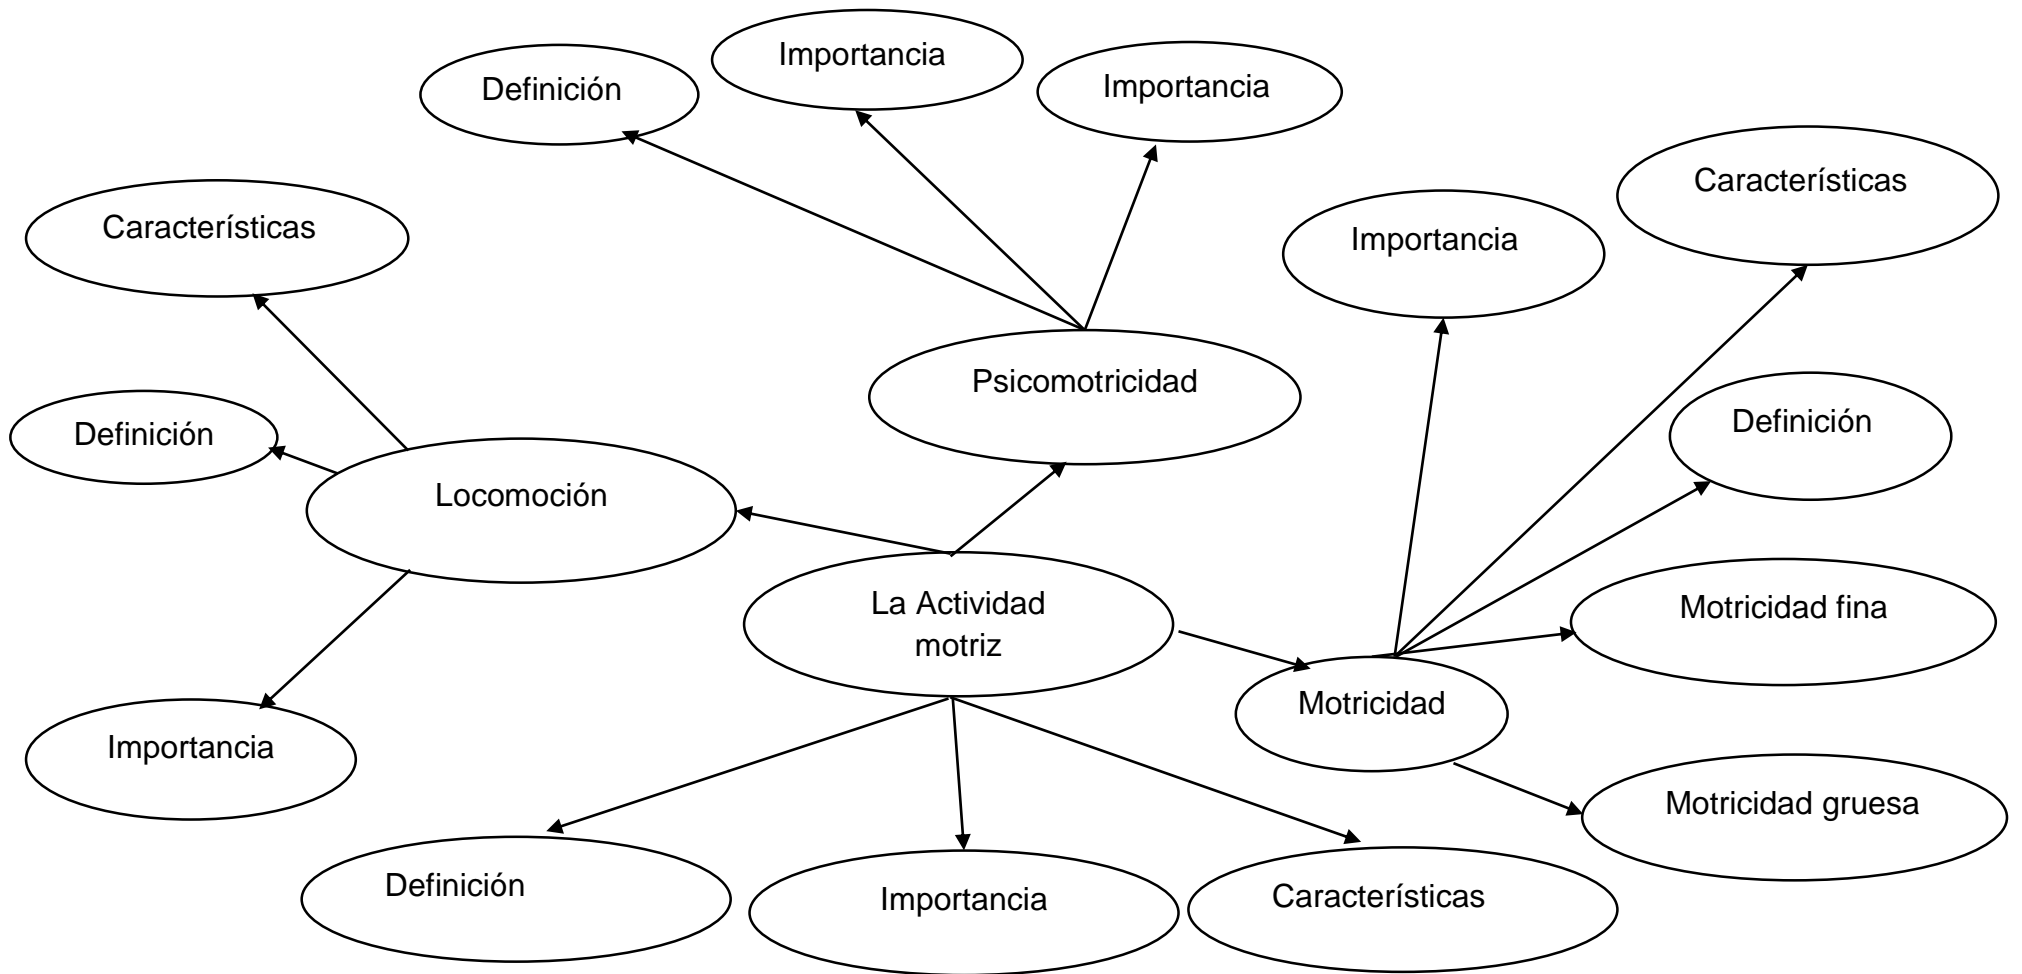 Importancia
Definición
Importancia
Características
Características
Importancia
Psicomotricidad
Definición
Definición
Locomoción
La Actividad
motriz
Motricidad fina
Motricidad
Importancia
Motricidad gruesa
Definición
Importancia
Características